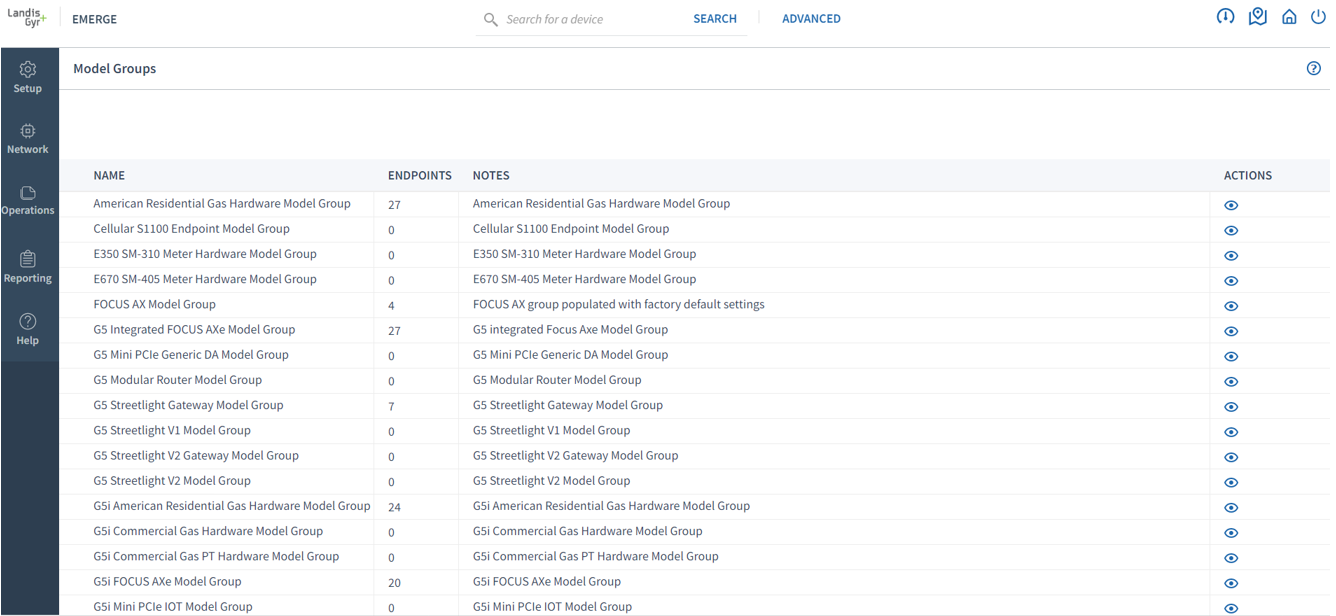 Landis
Gyr+
EMERGE
Search for a device
SEARCH
ADVANCED
Setup
Network
Operations
Reporting
Help
Model Groups
NAME ENDPOINTS NOTES ACTIONS
American Residential Gas Hardware Model Group 27 American Residential Gas Hardware Model Group
Cellular S1100 Endpoint Model Group 0 Cellular S1100 Endpoint Model Group
E350 SM-310 Meter Hardware Model Group 0 E350 SM-310 Meter Hardware Model Group
E670 SM-405 Meter Hardware Model Group 0 E670 SM-405 Meter Hardware Model Group
FOCUS AX Model Group 4 FOCUS AX group populated with factory default settings
G5 Integrated FOCUS AXe Model Group 27 G5 integrated Focus Axe Model Group
G5 Mini PCIe Generic DA Model Group 0 G5 Mini PCIe Generic DA Model Group
G5 Modular Router Model Group 0 G5 Modular Router Model Group
G5 Streetlight Gateway Model Group 7 G5 Streetlight Gateway Model Group
G5 Streetlight V1 Model Group 0 G5 Streetlight V1 Model Group
G5 Streetlight V2 Gateway Model Group 0 G5 Streetlight V2 Gateway Model Group
G5 Streetlight V2 Model Group 0 G5 Streetlight V2 Model Group
G5i American Residential Gas Hardware Model Group 24 G5i American Residential Gas Hardware Model Group
G5i Commercial Gas Hardware Model Group 0 G5i Commercial Gas Hardware Model Group
G5i Commercial Gas PT Hardware Model Group 0 G5i Commercial Gas PT Hardware Model Group
G5i FOCUS AXe Model Group 20 G5i FOCUS AXe Model Group
G5i Mini PCIe IOT Model Group 0 G5i Mini PCIe IOT Model Group